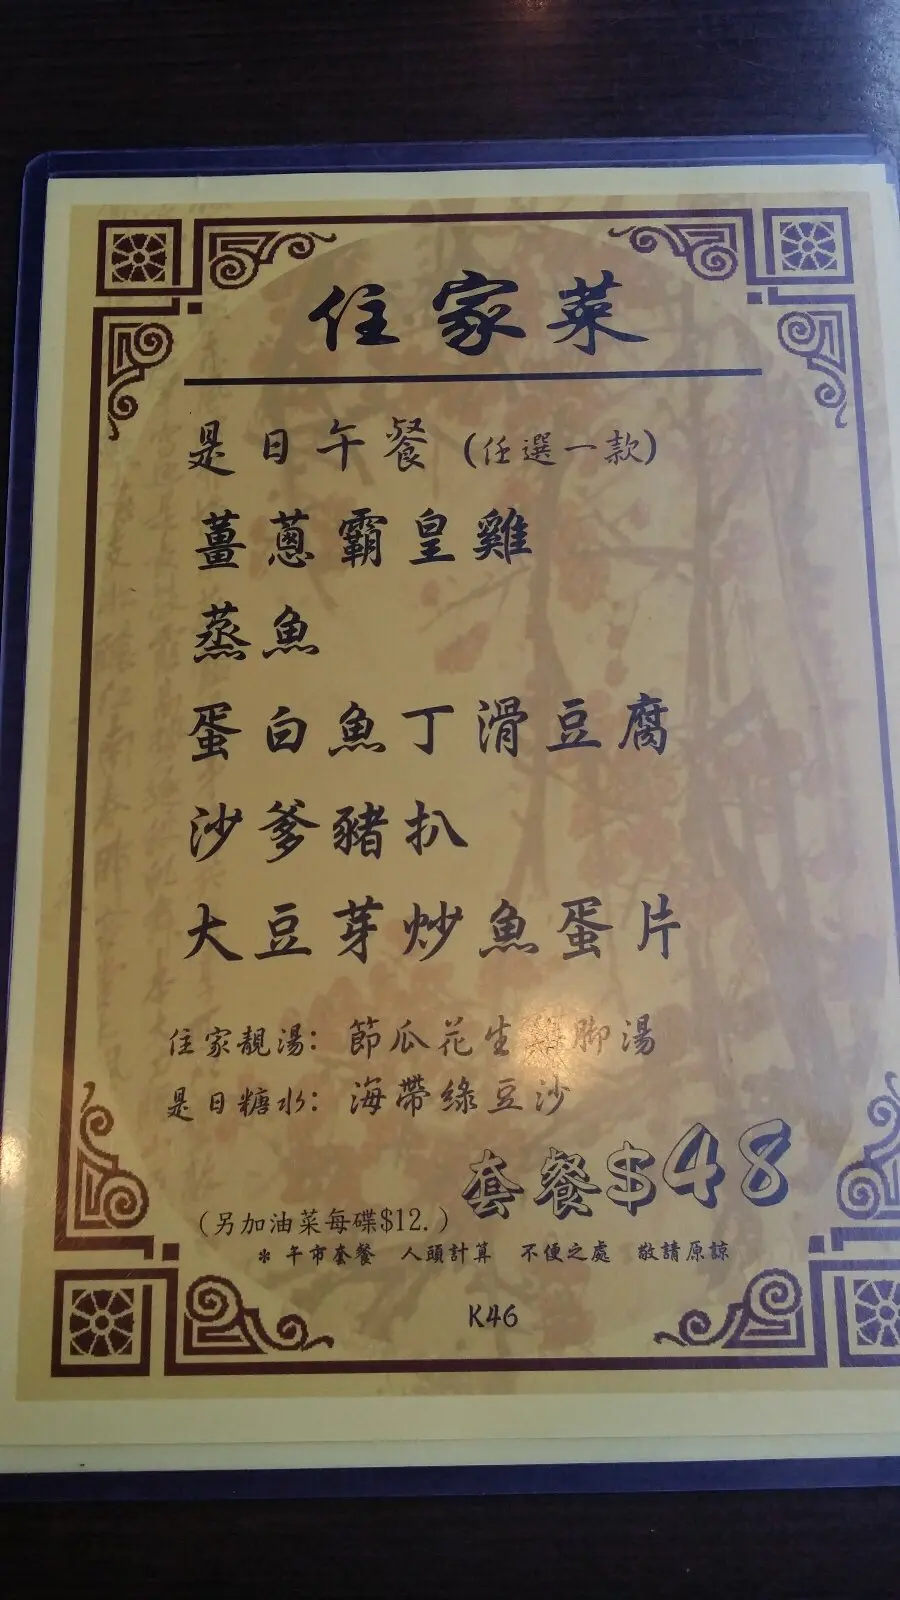 住家菜
是日午餐 (任選一款)
薑蔥霸皇雞
蒸魚
蛋白魚丁滑豆腐
沙爹豬扒
大豆芽炒魚蛋片
住家靚湯: 節瓜花生雞脚湯
是日糖水: 海帶綠豆沙
套餐$48
(另加油菜每碟$12.)
* 午市套餐 人頭計算 不便之處 敬請原諒
K46